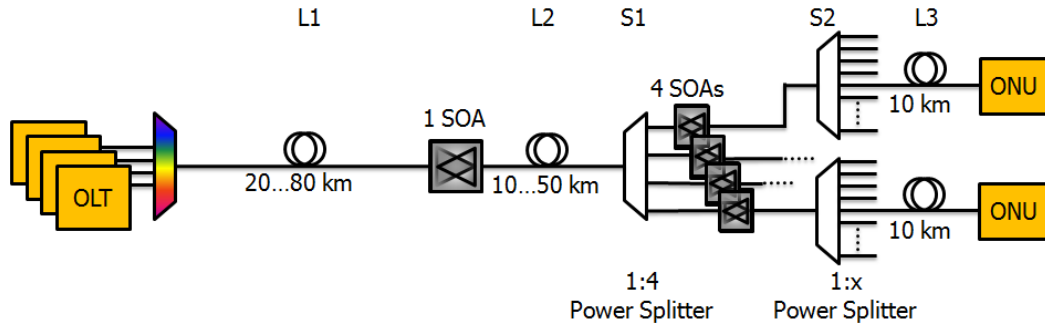 L1
L2
S1
S2
L3
1 SOA
4 SOAs
ONU
10 km
20...80 km
10...50 km
OLT
ONU
10 km
1:4
Power Splitter
1:x
Power Splitter